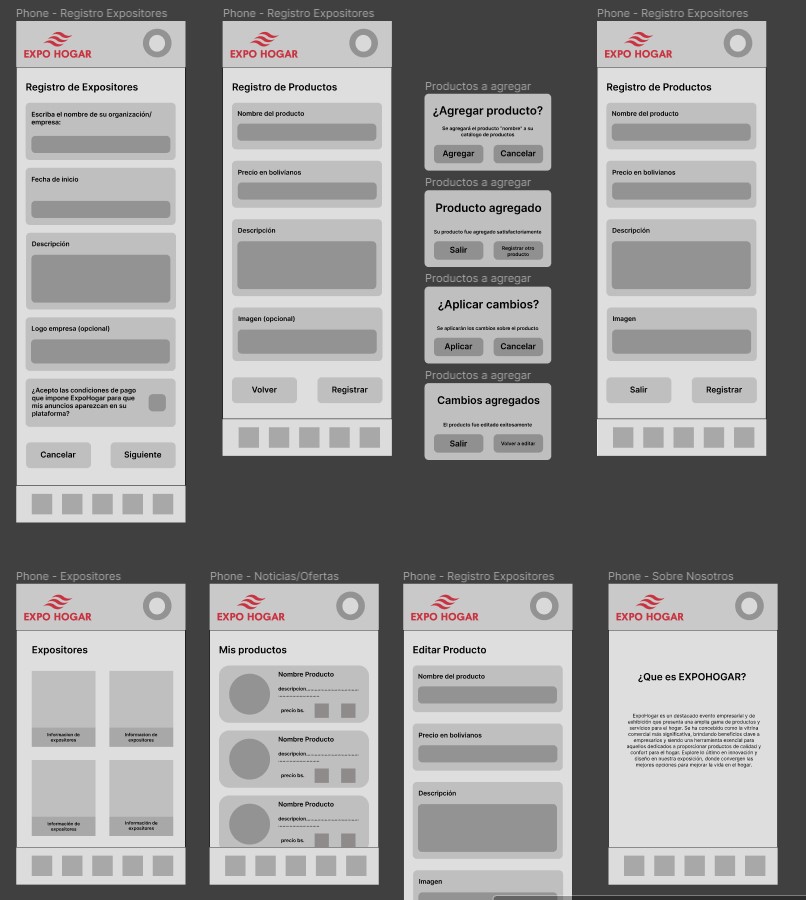 Phone - Registro Expositores
EXPO HOGAR
Registro de Expositores
Escriba el nombre de su organización/
empresa:
Fecha de inicio
Descripción
Logo empresa (opcional)
¿Acepto las condiciones de pago
que impone ExpoHogar para que
mis anuncios aparezcan en su
plataforma?
Cancelar
Siguiente
Phone - Registro Expositores
EXPO HOGAR
Registro de Productos
Nombre del producto
Precio en bolivianos
Descripción
Imagen (opcional)
Volver
Registrar
Productos a agregar
¿Agregar producto?
Se agregará el producto "nombre" a su
catálogo de productos
Agregar
Cancelar
Productos a agregar
Producto agregado
Su producto fue agregado satisfactoriamente
Salir
Registrar otro
producto
Productos a agregar
¿Aplicar cambios?
Se aplicarán los cambios sobre el producto
Aplicar
Cancelar
Productos a agregar
Cambios agregados
El producto fue editado exitosamente
Salir
Volver a editar
Phone - Registro Expositores
EXPO HOGAR
Registro de Productos
Nombre del producto
Precio en bolivianos
Descripción
Imagen
Salir
Registrar
Phone - Expositores
EXPO HOGAR
Expositores
Informacion de
expositores
Informacion de
expositores
Información de
expositores
Información de
expositores
Phone - Noticias/Ofertas
EXPO HOGAR
Mis productos
Nombre Producto
descripcion..............................
......................
precio bs.
Nombre Producto
descripcion..............................
......................
precio bs.
Nombre Producto
descripcion..............................
......................
precio bs.
Phone - Registro Expositores
EXPO HOGAR
Editar Producto
Nombre del producto
Precio en bolivianos
Descripción
Imagen
Phone - Sobre Nosotros
EXPO HOGAR
¿Que es EXPOHOGAR?
ExpoHogar es un destacado evento empresarial y de
exhibición que presenta una amplia gama de productos y
servicios para el hogar. Se ha concebido como la vitrina
comercial más significativa, brindando beneficios clave a
empresarios y siendo una herramienta esencial para
aquellos dedicados a proporcionar productos de calidad y
confort para el hogar. Explore lo último en innovación y
diseño en nuestra exposición, donde convergen las
mejores opciones para mejorar la vida en el hogar.